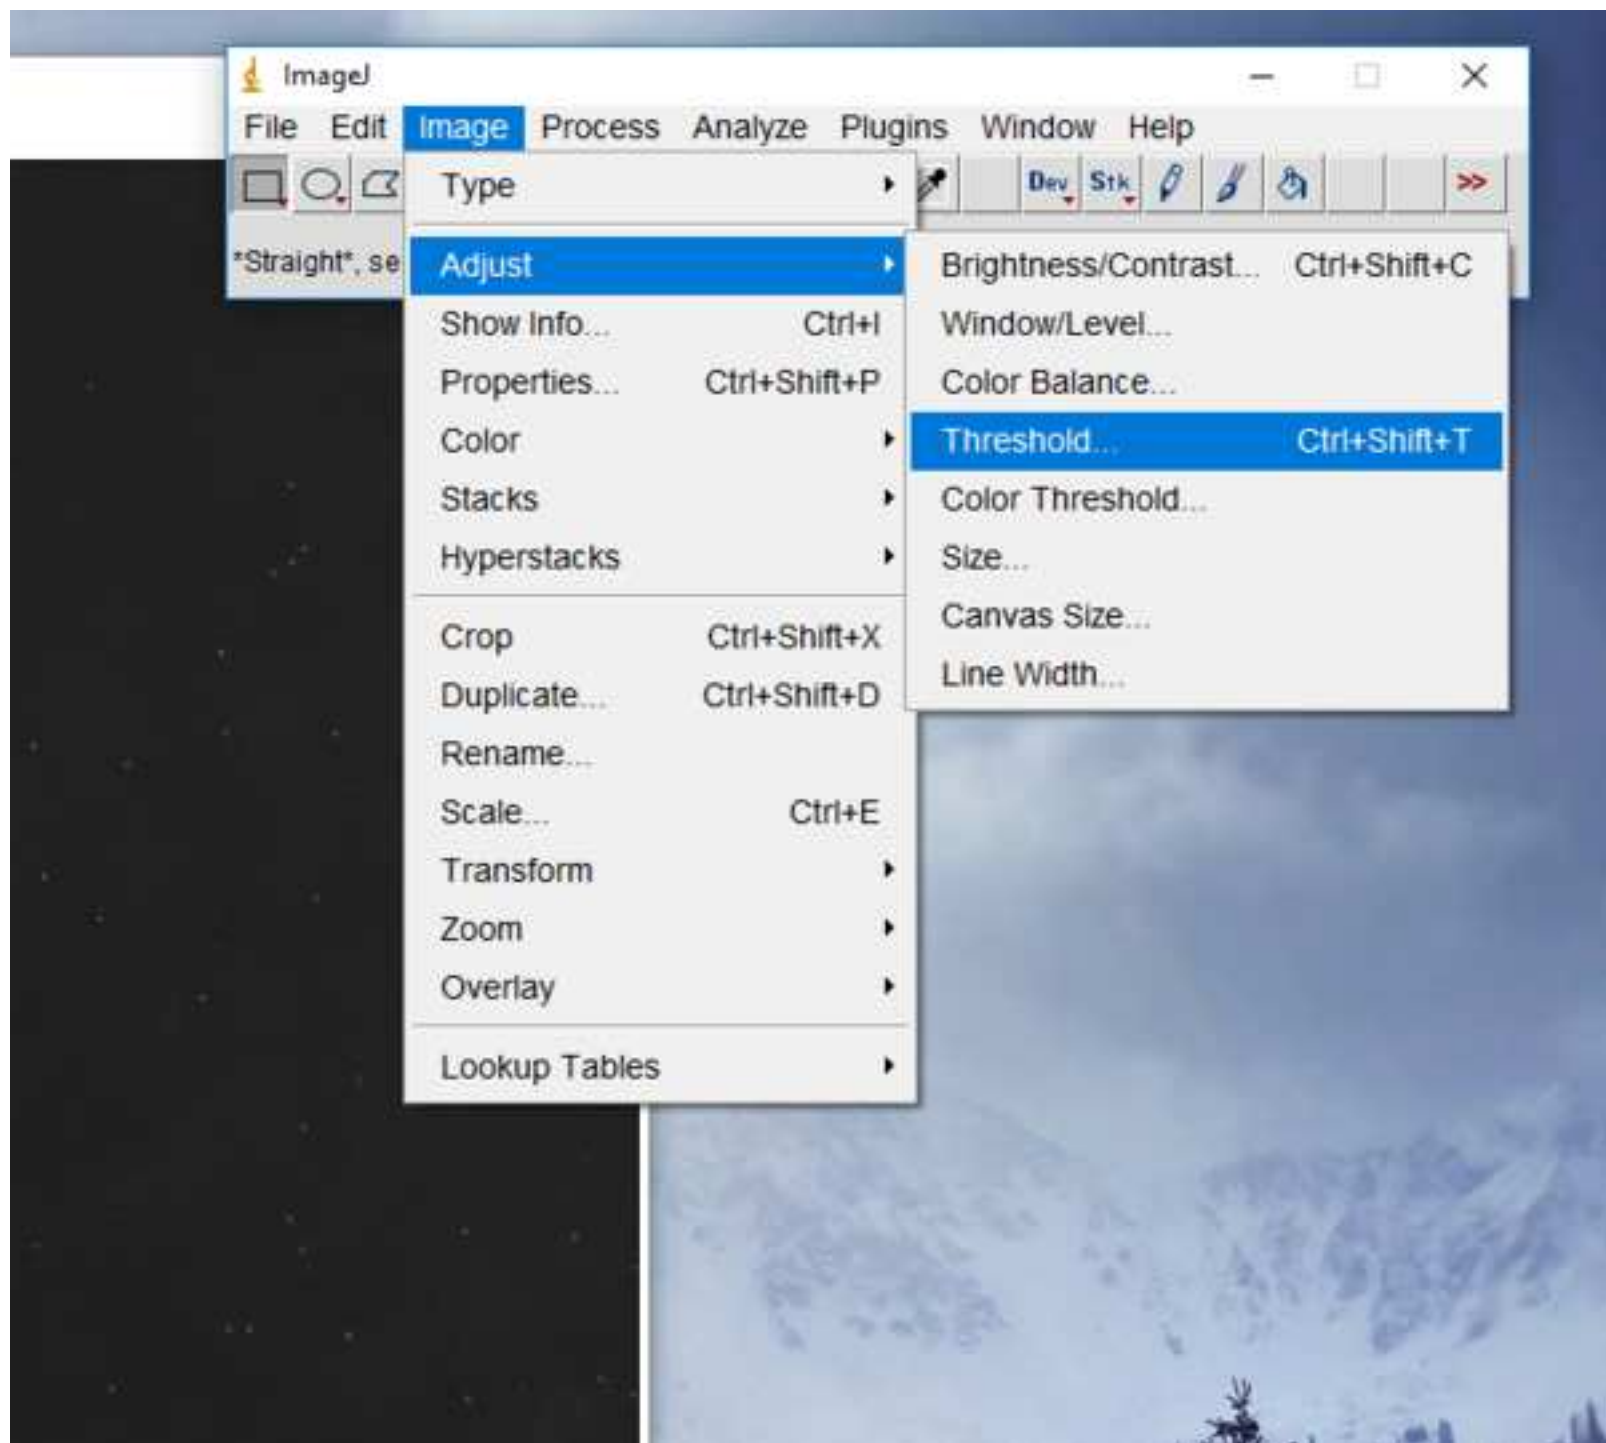 ImageJ
File Edit Image Process Analyze Plugins Window Help
Dev Stk >>
*Straight*, se
Type
Adjust
Show Info... Ctrl+I
Properties... Ctrl+Shift+P
Color
Stacks
Hyperstacks
Crop Ctrl+Shift+X
Duplicate... Ctrl+Shift+D
Rename...
Scale... Ctrl+E
Transform
Zoom
Overlay
Lookup Tables
Brightness/Contrast... Ctrl+Shift+C
Window/Level...
Color Balance...
Threshold... Ctrl+Shift+T
Color Threshold...
Size...
Canvas Size...
Line Width...